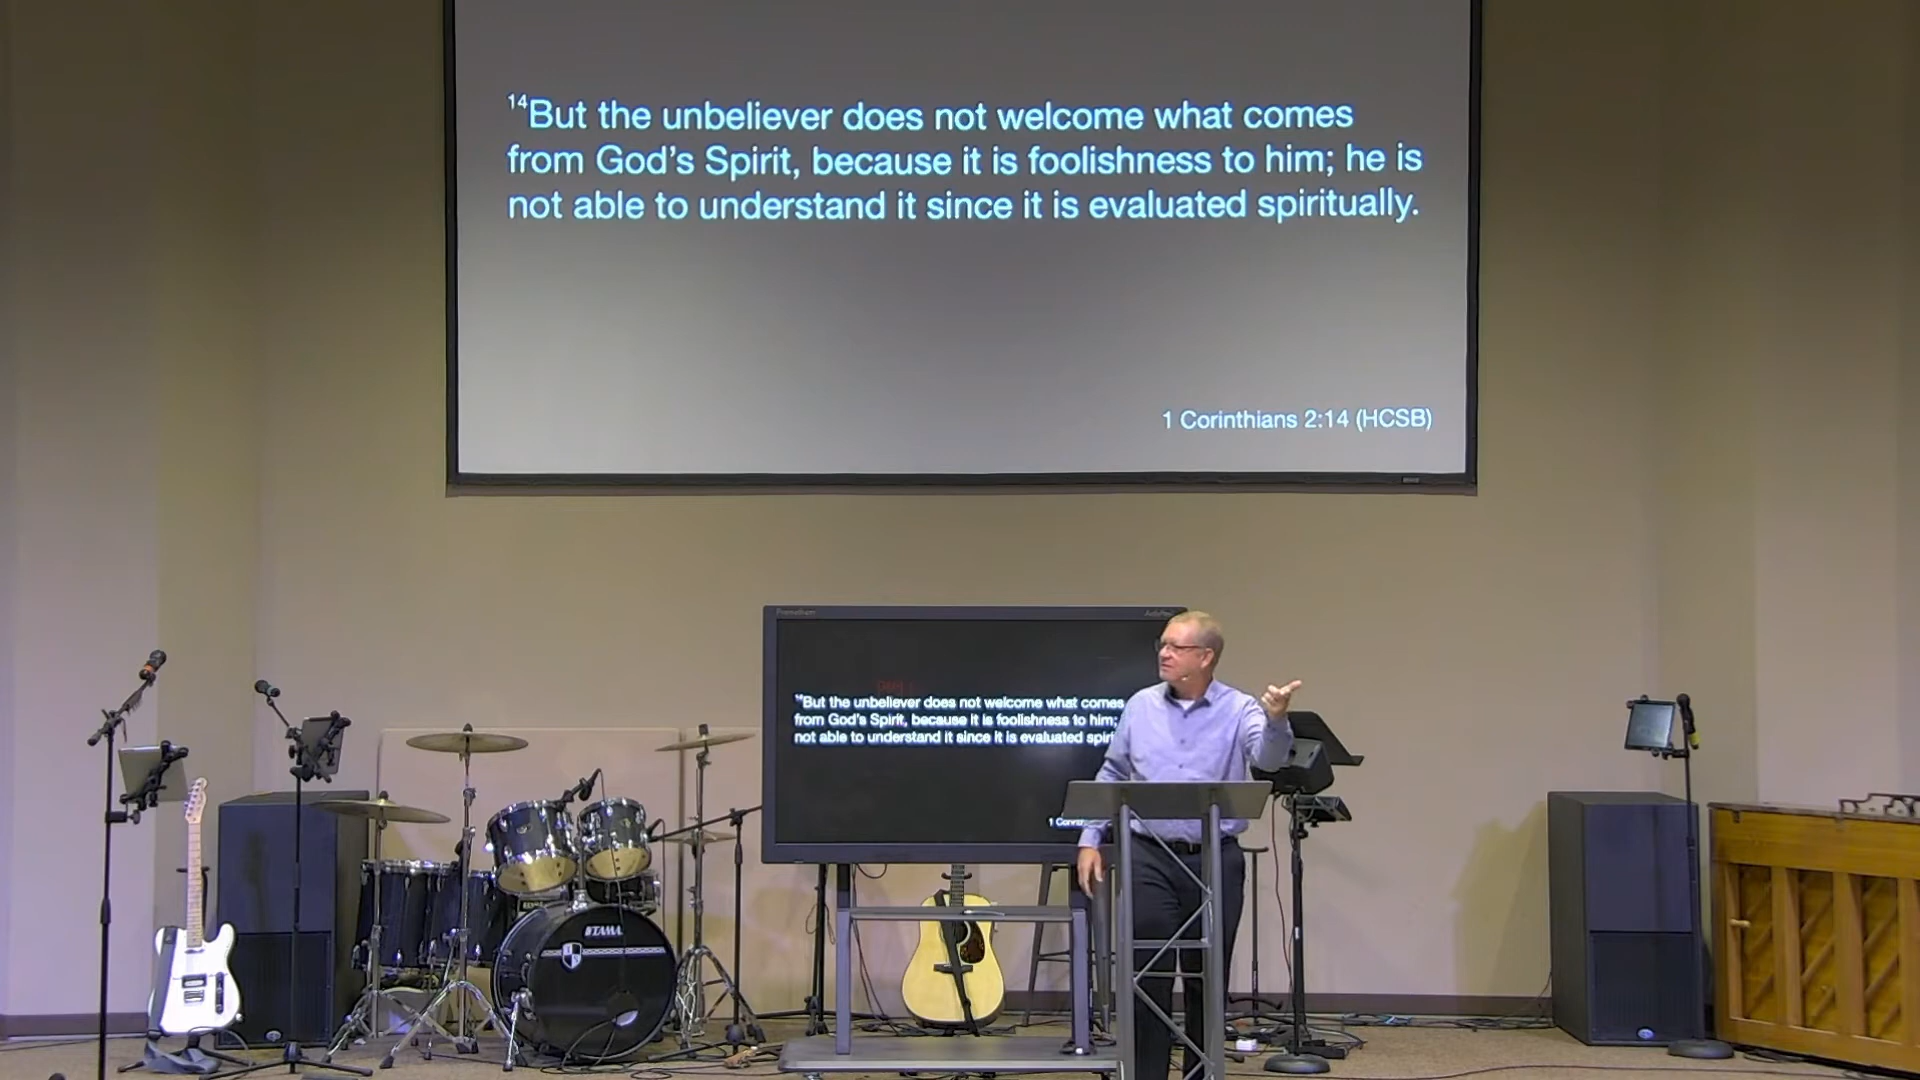 ¹⁴But the unbeliever does not welcome what comes
from God's Spirit, because it is foolishness to him; he is
not able to understand it since it is evaluated spiritually.
1 Corinthians 2:14 (HCSB)
Promethean
¹⁴But the unbeliever does not welcome what comes
from God's Spirit, because it is foolishness to him;
not able to understand it since it is evaluated spiri
TAMA